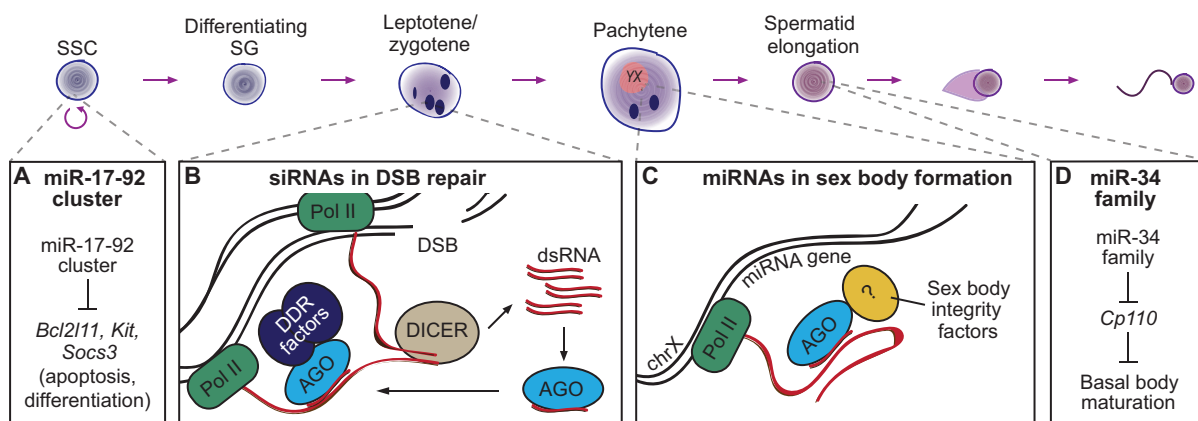 SSC
Differentiating
SG
Leptotene/
zygotene
Pachytene
Spermatid
elongation
YX
A miR-17-92
cluster
miR-17-92
cluster
Bcl2l11, Kit,
Socs3
(apoptosis,
differentiation)
B siRNAs in DSB repair
Pol II
DSB
dsRNA
DDR
factors
DICER
Pol II
AGO
AGO
C miRNAs in sex body formation
miRNA gene
?
Sex body
integrity
factors
AGO
Pol II
chrX
D miR-34
family
miR-34
family
Cp110
Basal body
maturation